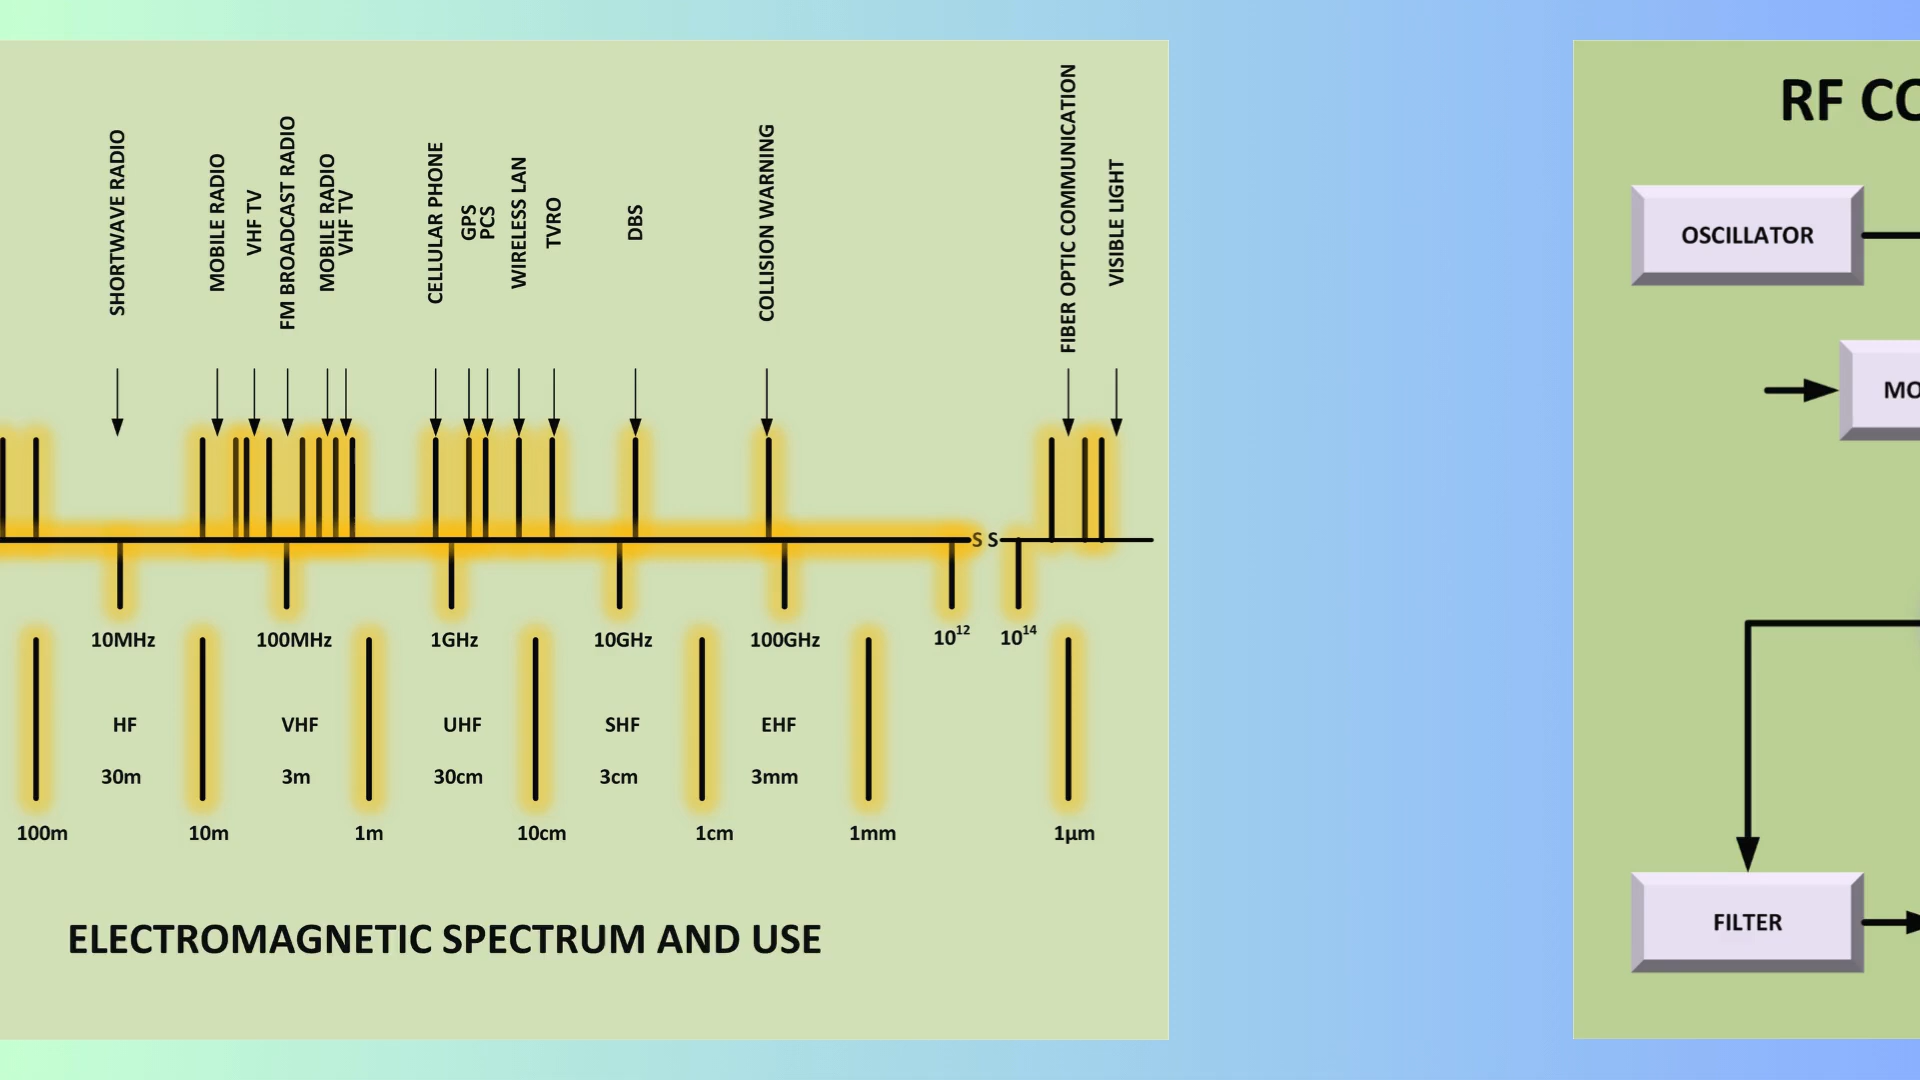 SHORTWAVE RADIO
MOBILE RADIO
VHF TV
FM BROADCAST RADIO
MOBILE RADIO
VHF TV
CELLULAR PHONE
GPS
PCS
WIRELESS LAN
TVRO
DBS
COLLISION WARNING
FIBER OPTIC COMMUNICATION
VISIBLE LIGHT
S S
10MHz 100MHz 1GHz 10GHz 100GHz 10¹² 10¹⁴
HF VHF UHF SHF EHF
30m 3m 30cm 3cm 3mm
100m 10m 1m 10cm 1cm 1mm 1µm
ELECTROMAGNETIC SPECTRUM AND USE
RF CO
OSCILLATOR
MO
FILTER